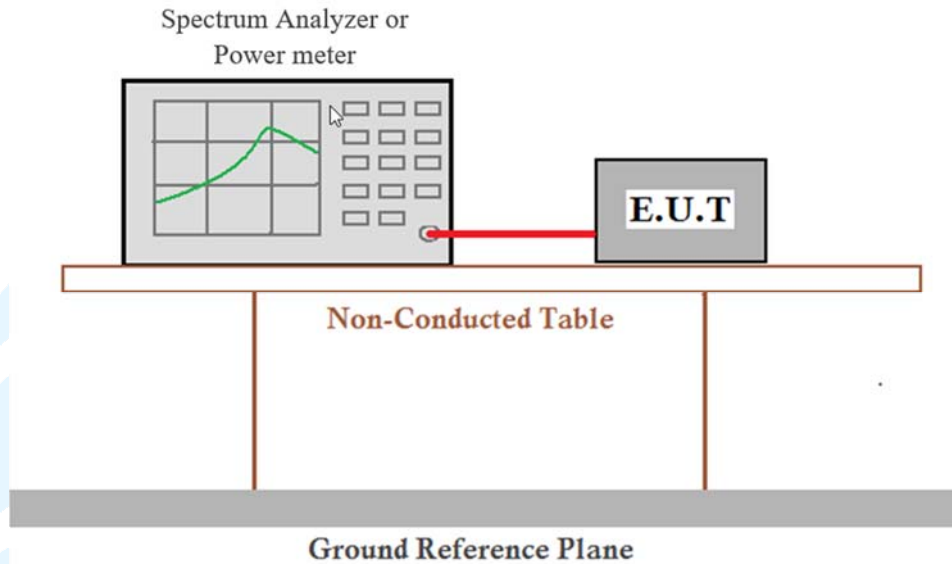 Spectrum Analyzer or
Power meter
E.U.T
Non-Conducted Table
Ground Reference Plane